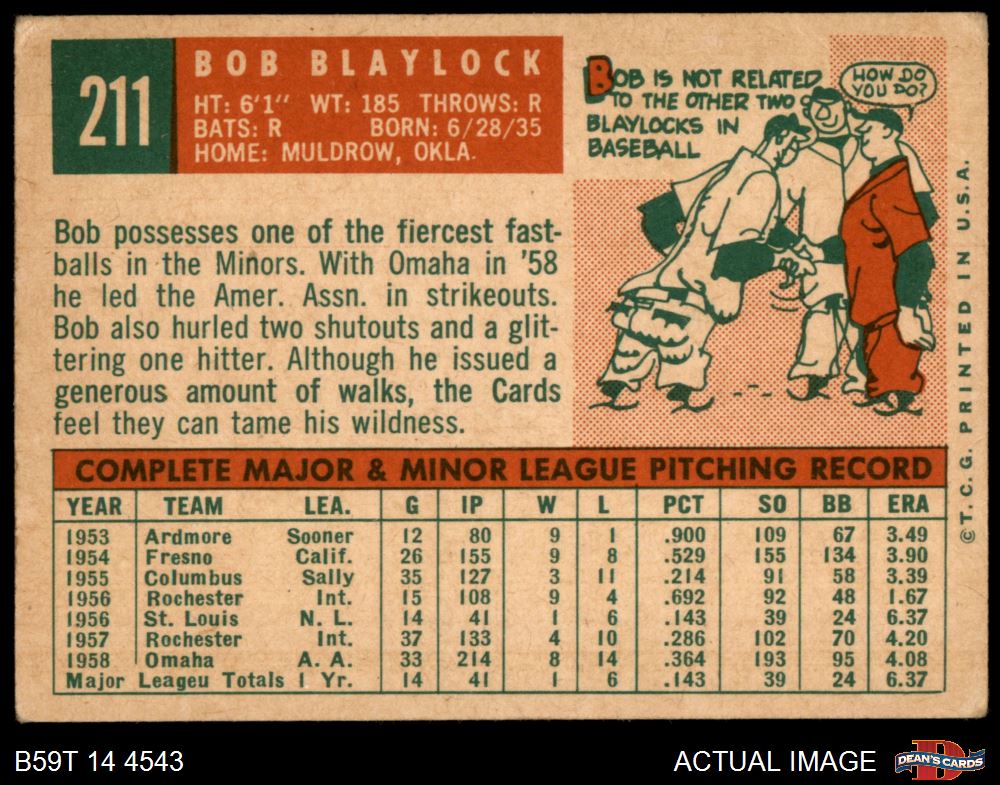 211
BOB BLAYLOCK
HT: 6'1" WT: 185 THROWS: R
BATS: R BORN: 6/28/35
HOME: MULDROW, OKLA.
BOB IS NOT RELATED
TO THE OTHER TWO
BLAYLOCKS IN
BASEBALL
HOW DO
YOU DO?
Bob possesses one of the fiercest fast-
balls in the Minors. With Omaha in '58
he led the Amer. Assn. in strikeouts.
Bob also hurled two shutouts and a glit-
tering one hitter. Although he issued a
generous amount of walks, the Cards
feel they can tame his wildness.
COMPLETE MAJOR & MINOR LEAGUE PITCHING RECORD
YEAR TEAM LEA. G IP W L PCT SO BB ERA
1953 Ardmore Sooner 12 80 9 1 .900 109 67 3.49
1954 Fresno Calif. 26 155 9 8 .529 155 134 3.90
1955 Columbus Sally 35 127 3 11 .214 91 58 3.39
1956 Rochester Int. 15 108 9 4 .692 92 48 1.67
1956 St. Louis N. L. 14 41 1 6 .143 39 24 6.37
1957 Rochester Int. 37 133 4 10 .286 102 70 4.20
1958 Omaha A. A. 33 214 8 14 .364 193 95 4.08
Major Leageu Totals 1 Yr. 14 41 1 6 .143 39 24 6.37
© T. C. G. PRINTED IN U.S.A.
B59T 14 4543
ACTUAL IMAGE
D
DEAN'S CARDS